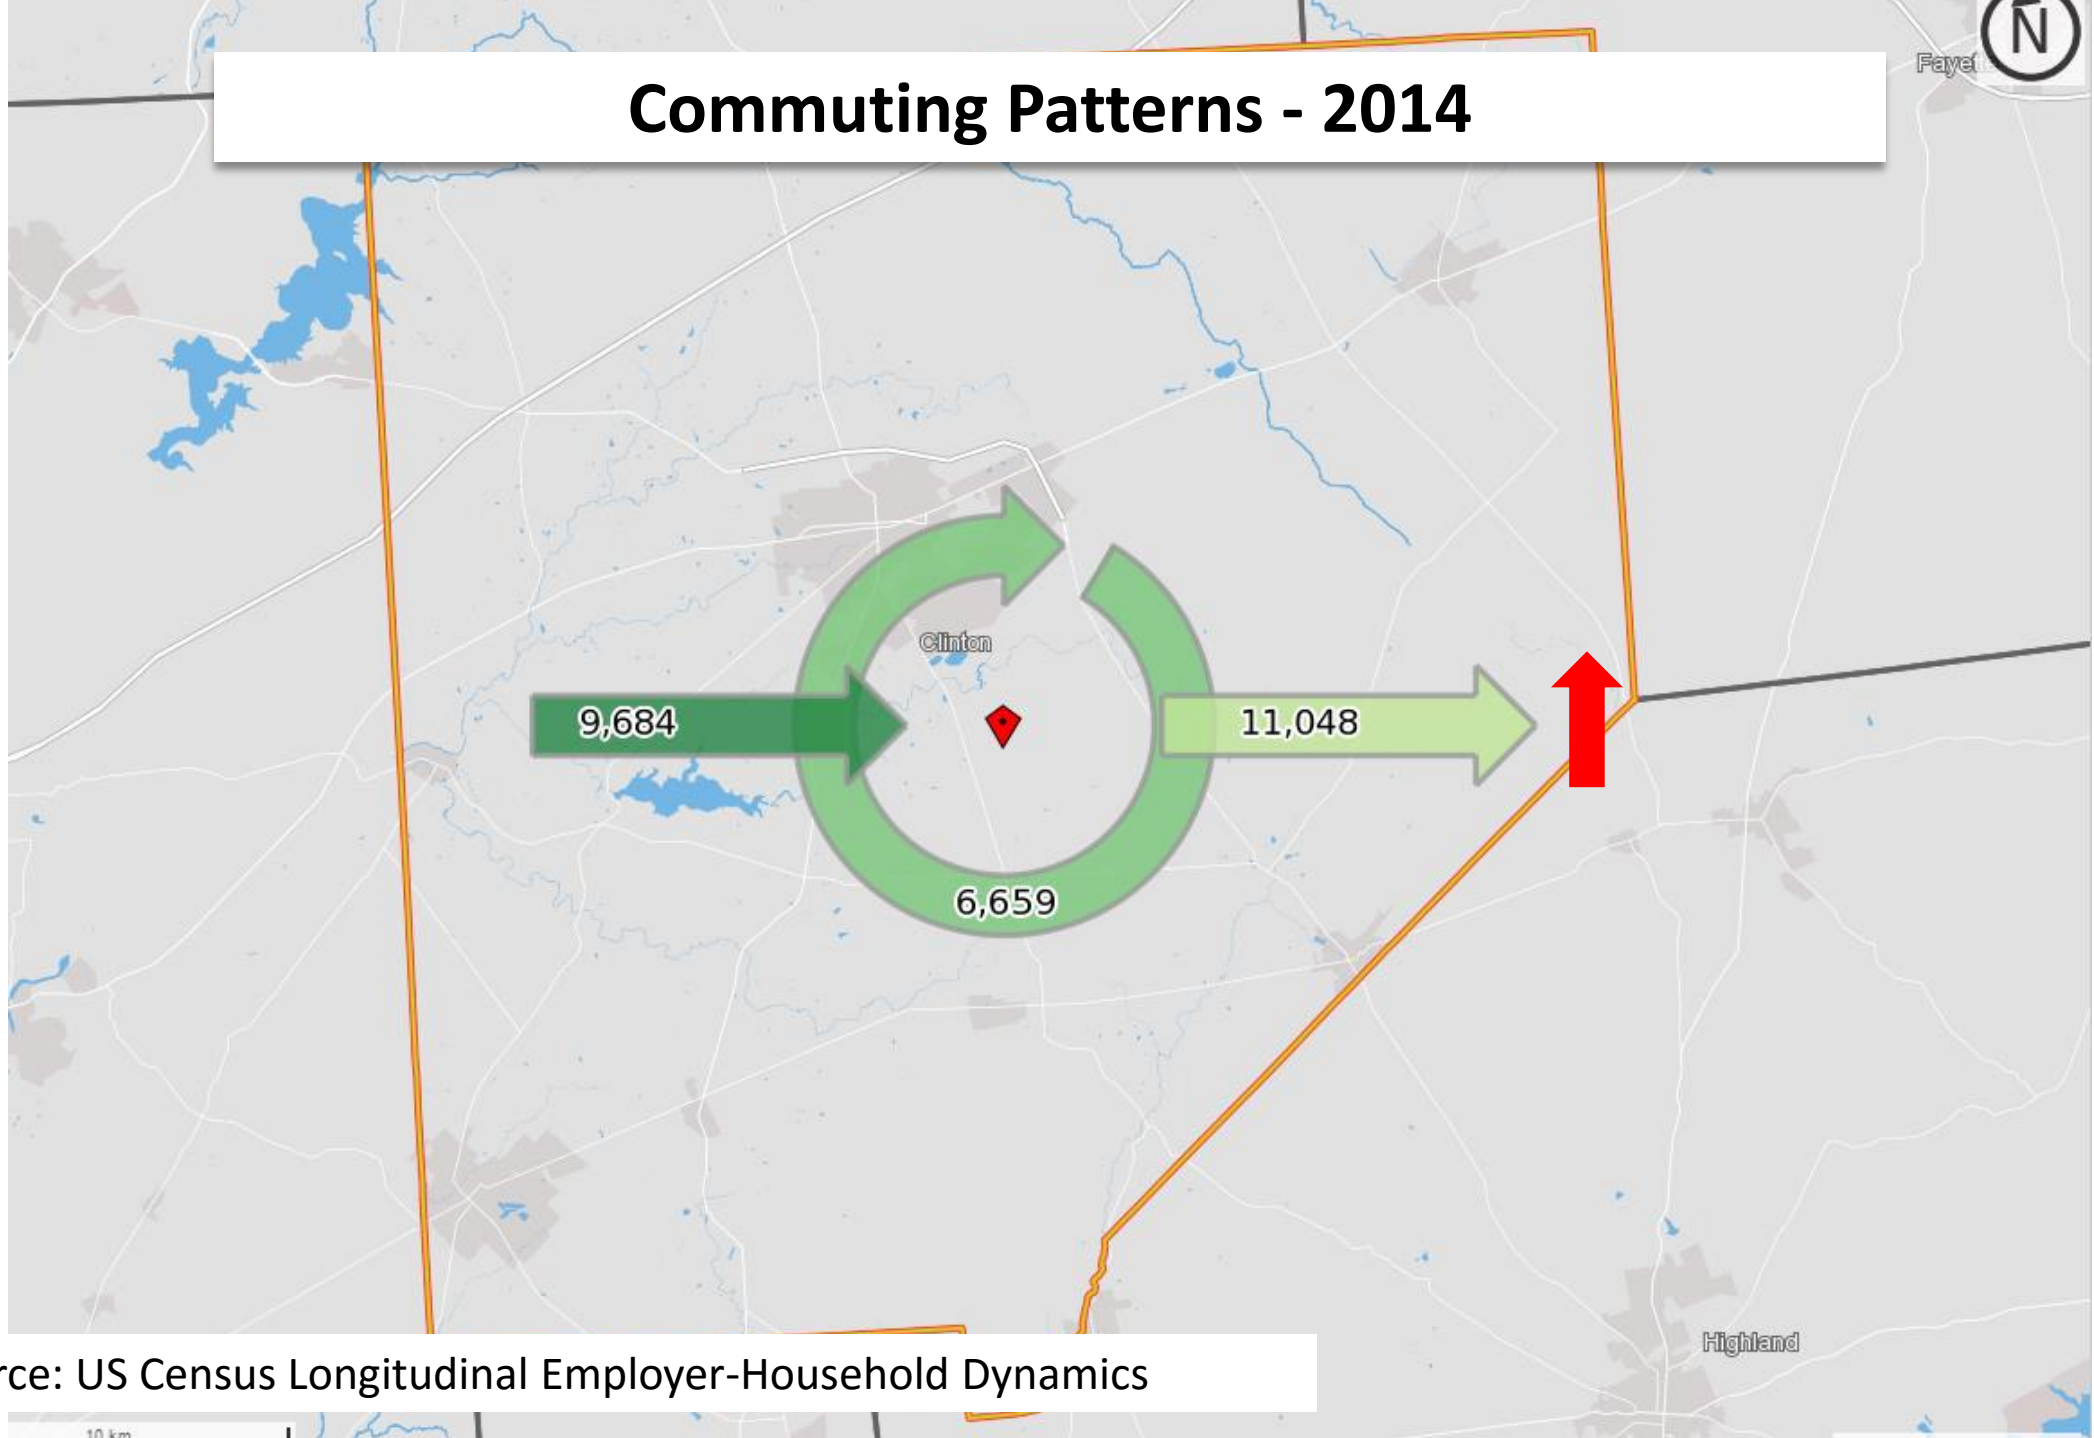 N
Fayet
Commuting Patterns - 2014
Clinton
9,684
11,048
6,659
Highland
rce: US Census Longitudinal Employer-Household Dynamics
10 km